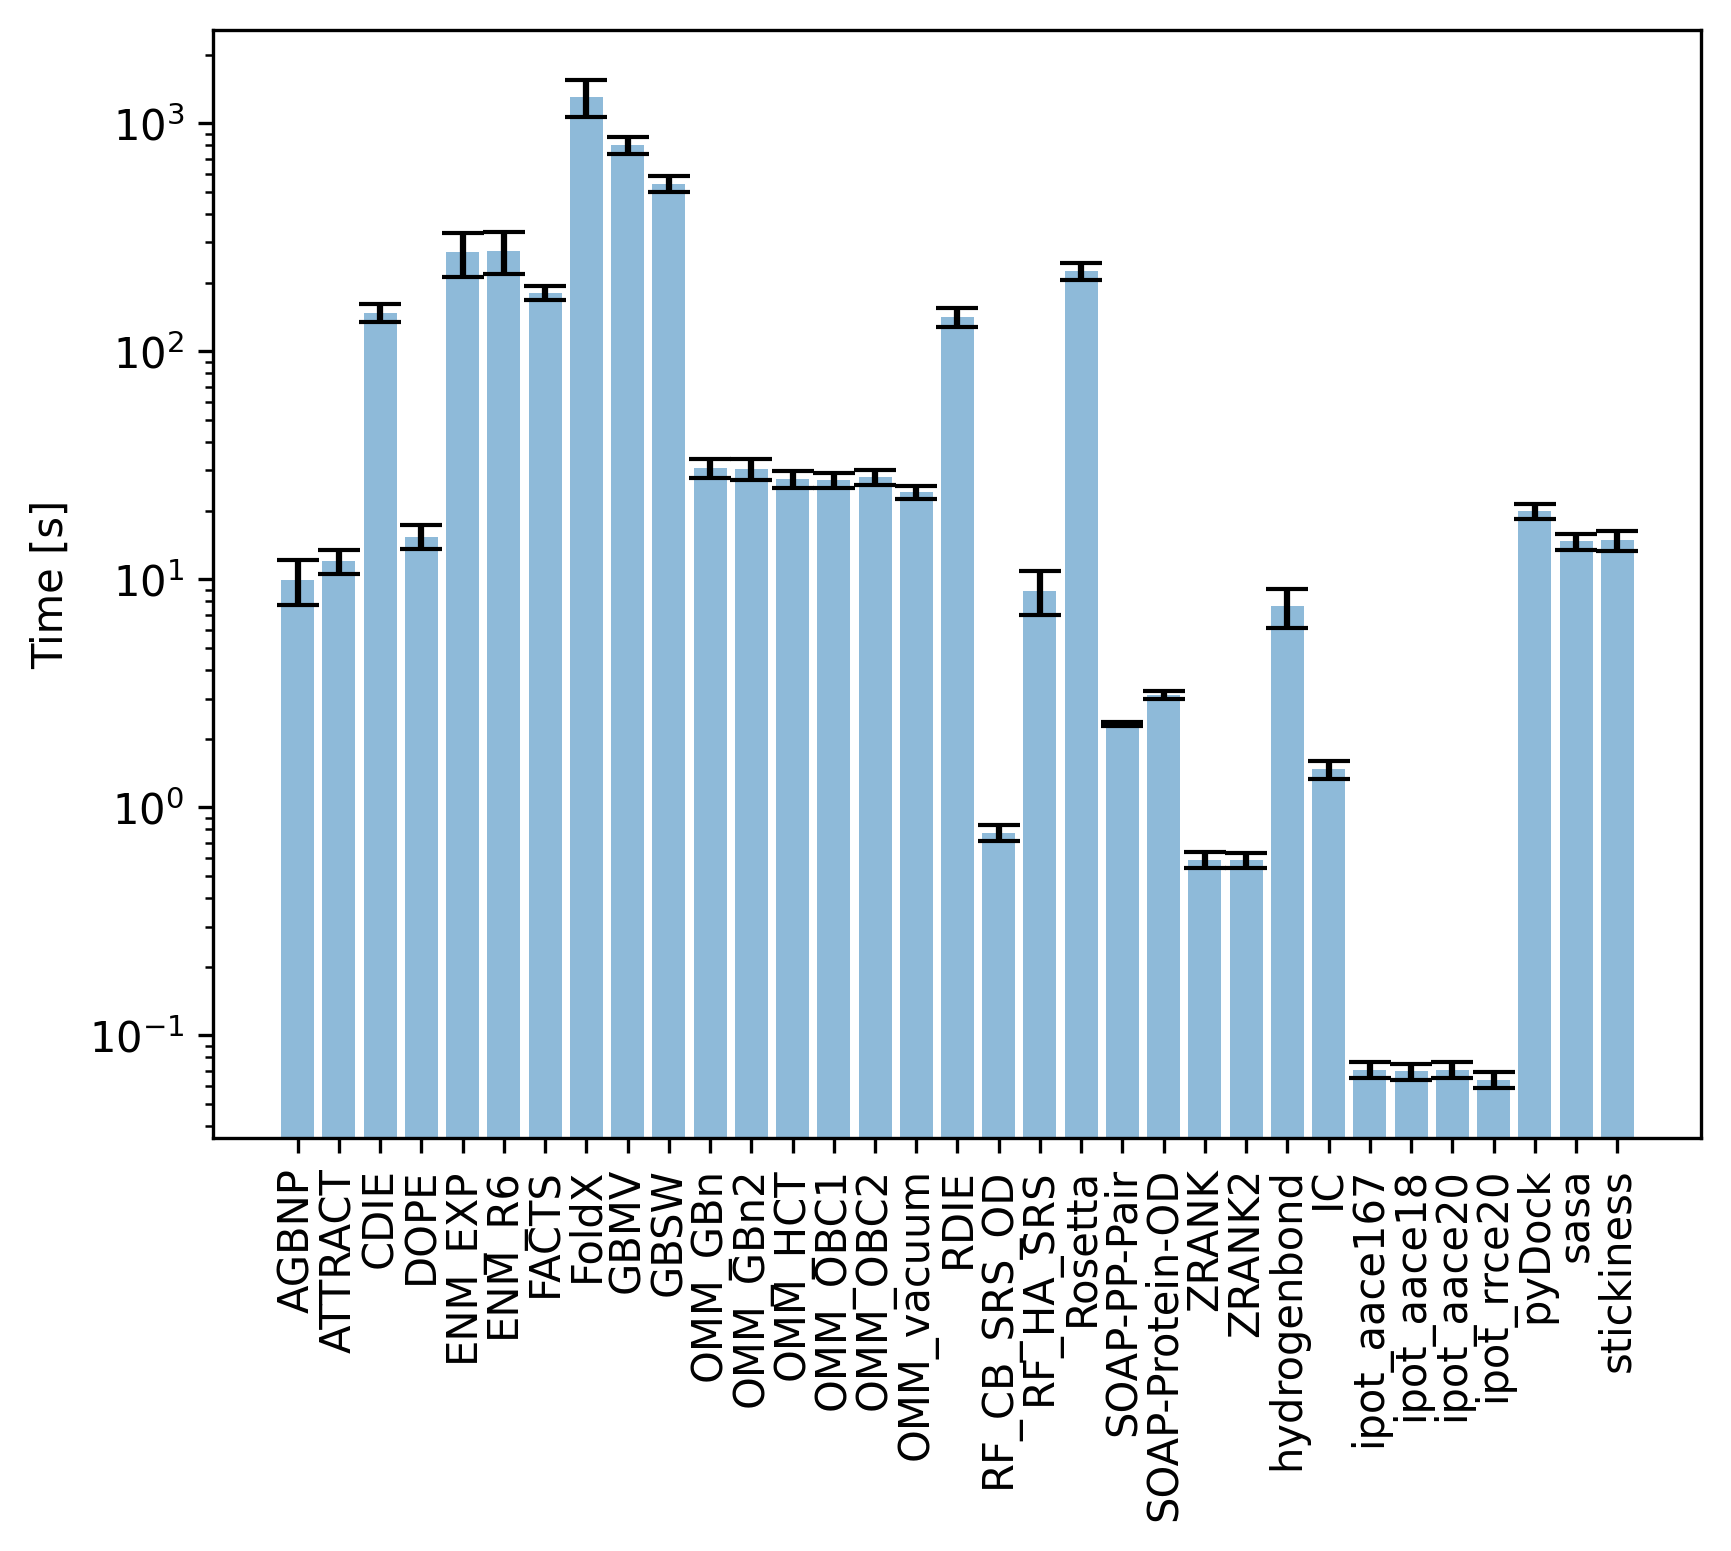 Time [s]
10³
10²
10¹
10⁰
10⁻¹
AGBNP
ATTRACT
CDIE
DOPE
ENM_EXP
ENM_R6
FACTS
FoldX
GBMV
GBSW
OMM_GBn
OMM_GBn2
OMM_HCT
OMM_OBC1
OMM_OBC2
OMM_vacuum
RDIE
RF_CB_SRS_OD
RF_HA_SRS
Rosetta
SOAP-PP-Pair
SOAP-Protein-OD
ZRANK
ZRANK2
hydrogenbond
IC
ipot_aace167
ipot_aace18
ipot_aace20
ipot_rrce20
pyDock
sasa
stickiness